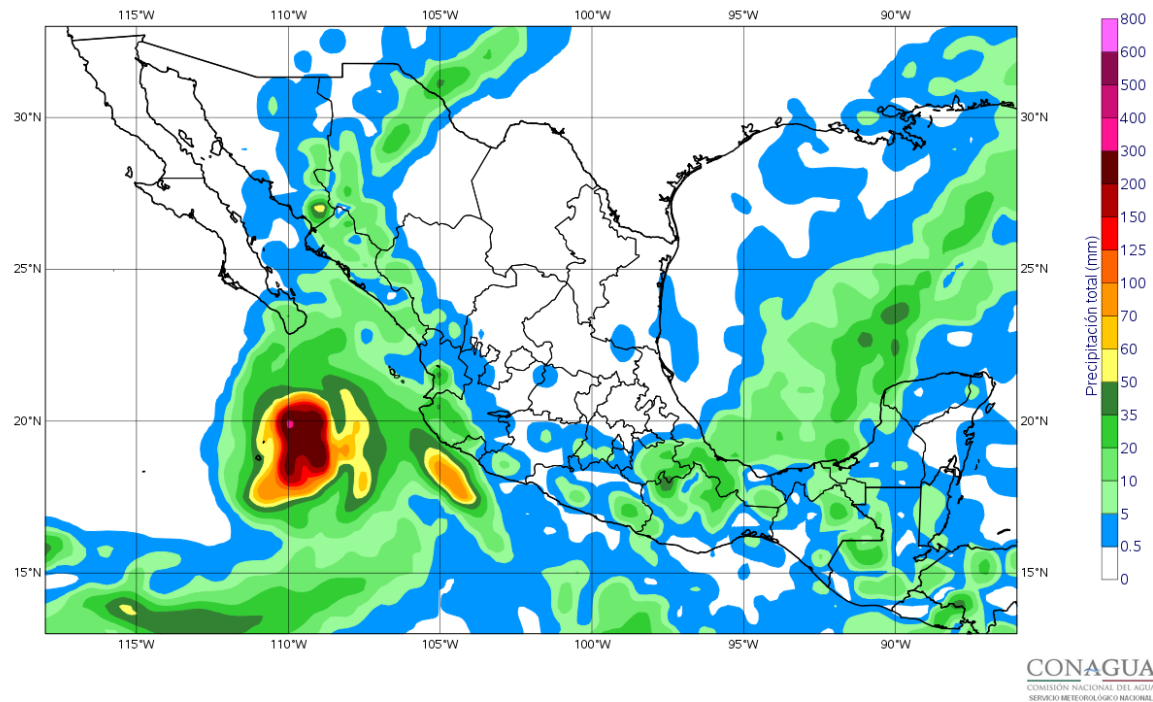 115°W 110°W 105°W 100°W 95°W 90°W
30°N 30°N
25°N 25°N
20°N 20°N
15°N 15°N
115°W 110°W 105°W 100°W 95°W 90°W
800
600
500
400
300
200
150
125
100
70
60
50
35
20
10
5
0.5
0
Precipitación total (mm)
CONAGUA
COMISIÓN NACIONAL DEL AGUA
SERVICIO METEOROLÓGICO NACIONAL